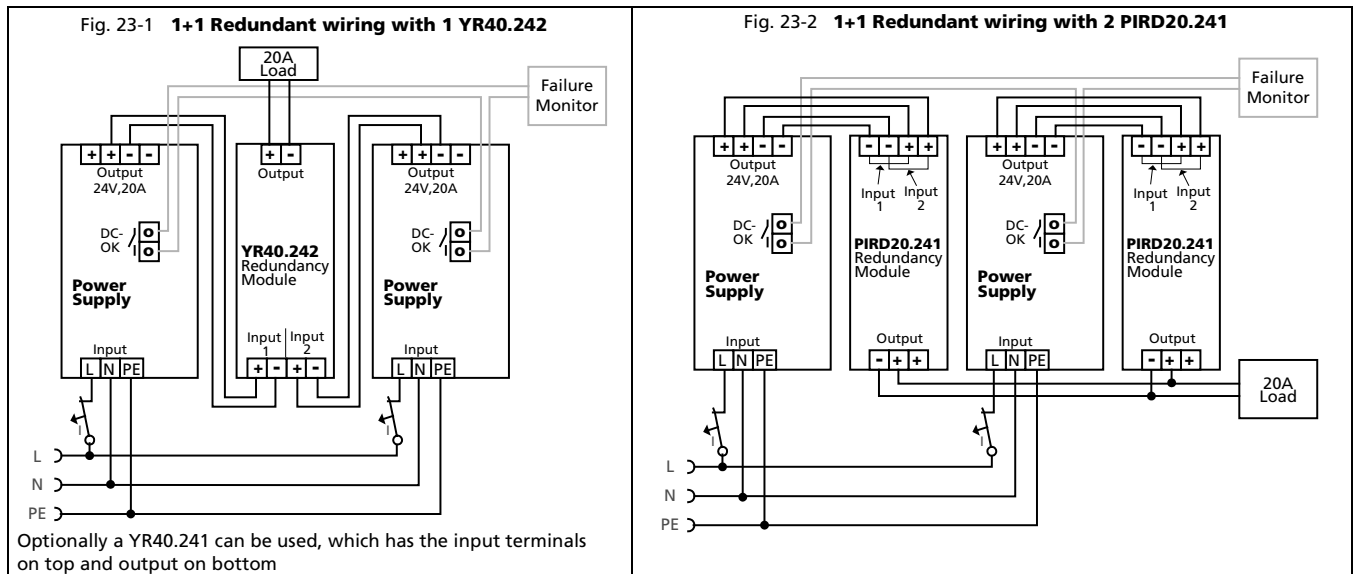 Fig. 23-1 1+1 Redundant wiring with 1 YR40.242
20A
Load
Failure
Monitor
+ + - -
Output
24V,20A
+ -
Output
+ + - -
Output
24V,20A
DC-
OK
YR40.242
Redundancy
Module
DC-
OK
Power
Supply
Power
Supply
Input
L N PE
Input 1
Input 2
+ - + -
Input
L N PE
I
I
L
N
PE
Optionally a YR40.241 can be used, which has the input terminals
on top and output on bottom
Fig. 23-2 1+1 Redundant wiring with 2 PIRD20.241
Failure
Monitor
+ + - -
Output
24V,20A
- - + +
Input 1
Input 2
+ + - -
Output
24V,20A
- - + +
Input 1
Input 2
DC-
OK
PIRD20.241
Redundancy
Module
DC-
OK
PIRD20.241
Redundancy
Module
Power
Supply
Power
Supply
Input
L N PE
Output
- + +
Input
L N PE
Output
- + +
20A
Load
I
I
L
N
PE